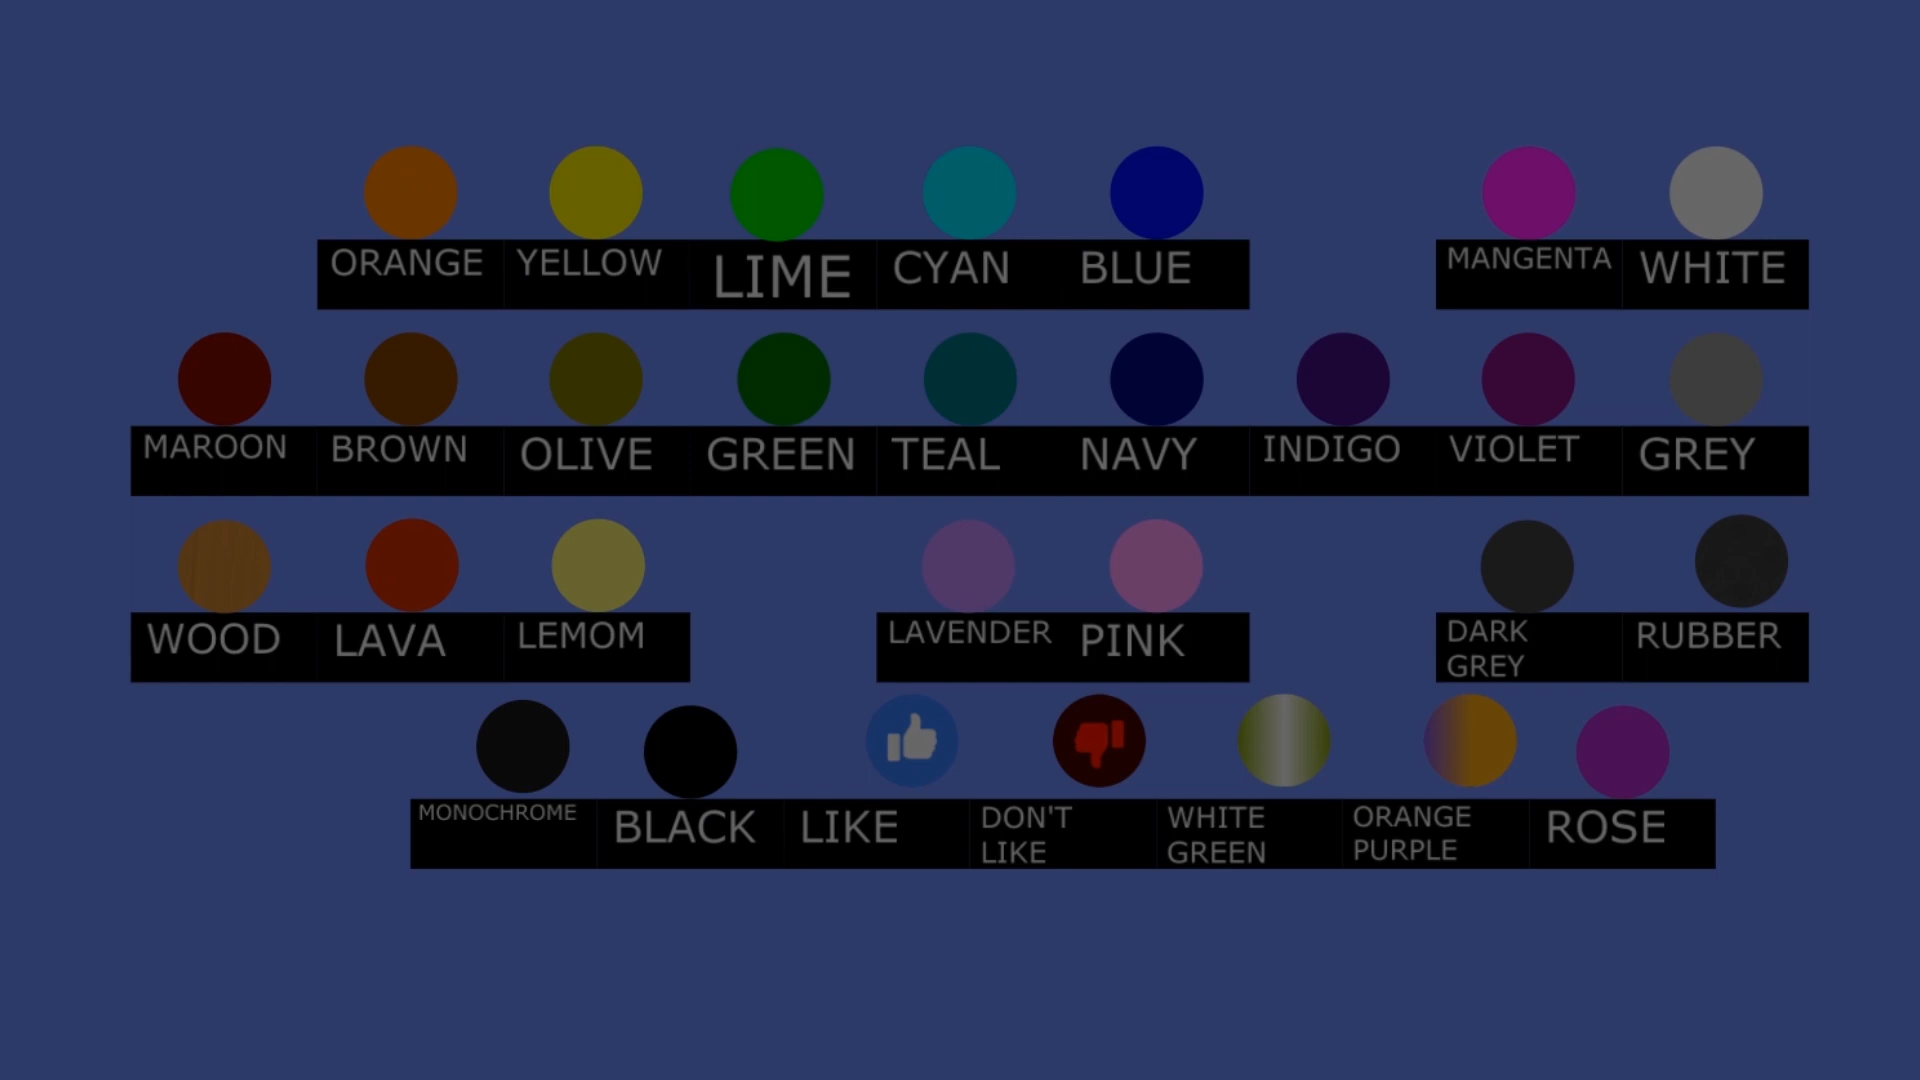 ORANGE YELLOW LIME CYAN BLUE MANGENTA WHITE
MAROON BROWN OLIVE GREEN TEAL NAVY INDIGO VIOLET GREY
WOOD LAVA LEMOM LAVENDER PINK DARK GREY RUBBER
MONOCHROME BLACK LIKE DON'T LIKE WHITE GREEN ORANGE PURPLE ROSE